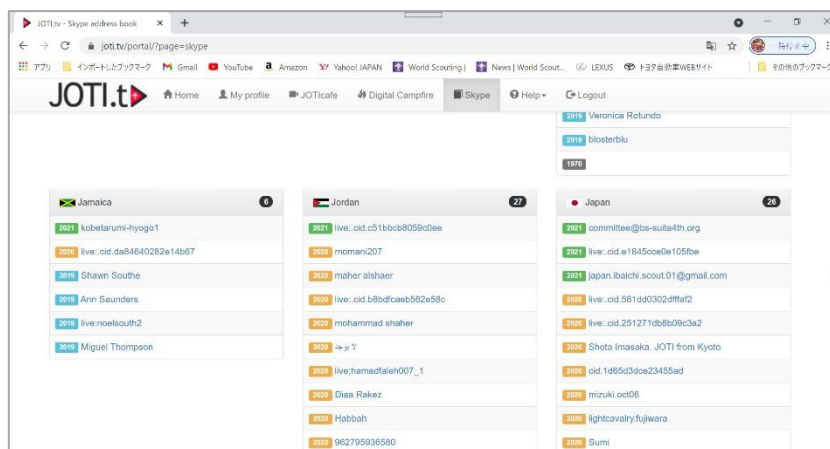 JOTI.tv - Skype address book
joti.tv/portal/?page=skype
アプリ インポートしたブックマーク Gmail YouTube Amazon Yahoo! JAPAN World Scouting | News | World Scout... LEXUS トヨタ自動車WEBサイト その他のブックマーク
JOTI.t Home My profile JOTIcafe Digital Campfire Skype Help Logout
2019 Veronica Rotundo
2019 blosterblu
1970
Jamaica 6
2021 kobetarumi-hyogo1
2020 live:.cid.da84640282e14b67
2019 Shawn Southe
2019 Ann Saunders
2019 live:noelsouth2
2019 Miguel Thompson
Jordan 27
2021 live:.cid.c51bbcb8059c0ee
2020 momani207
2020 maher alshaer
2020 live:.cid.b8bdfcaeb562e58c
2020 mohammad shaher
2020 لا يوجد
2020 live:hamadfaleh007_1
2020 Diaa Rakez
2020 Habbah
2020 962795936580
Japan 26
2021 committee@bs-suita4th.org
2021 live:.cid.e1845cce0e105fbe
2021 japan.ibaichi.scout.01@gmail.com
2020 live:.cid.581dd0302dfffaf2
2020 live:.cid.251271db8b09c3a2
2020 Shota Imasaka. JOTI from Kyoto
2020 cid.1d65d3dce23455ad
2020 mizuki.oct06
2020 lightcavalry.fujiwara
2020 Sumi